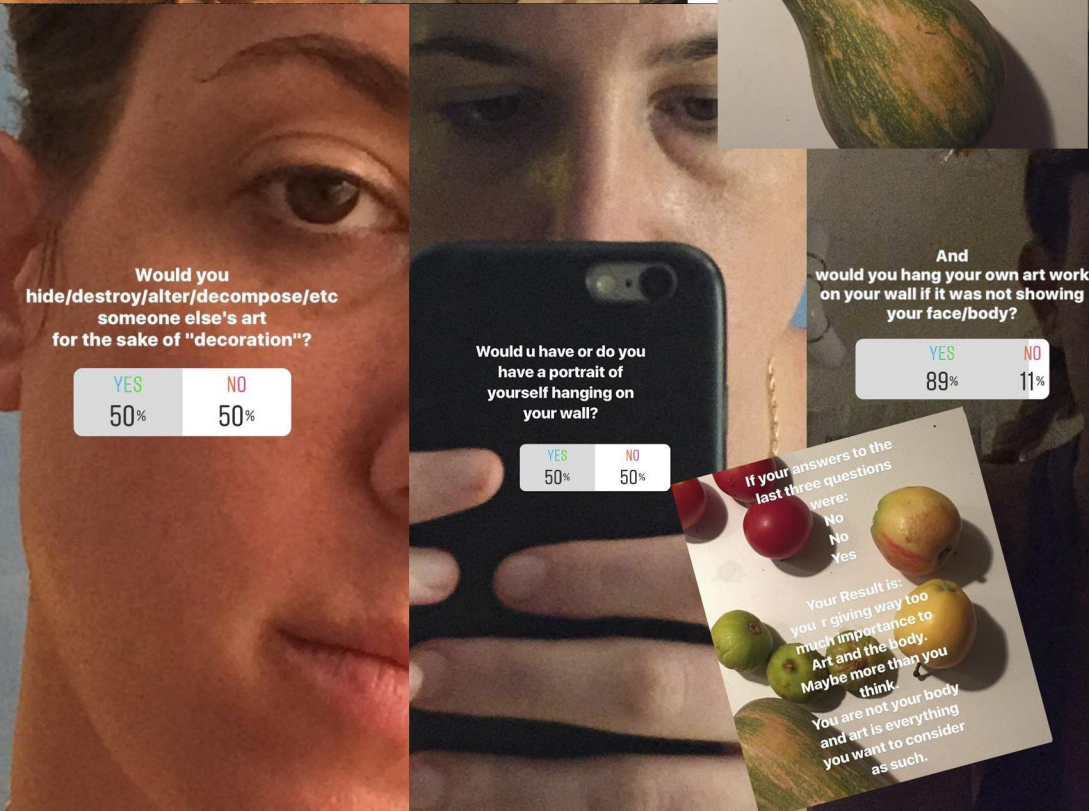 Would you
hide/destroy/alter/decompose/etc
someone else's art
for the sake of "decoration"?
YES NO
50% 50%
Would u have or do you
have a portrait of
yourself hanging on
your wall?
YES NO
50% 50%
And
would you hang your own art work
on your wall if it was not showing
your face/body?
YES NO
89% 11%
If your answers to the
last three questions
were:
No
No
Yes
Your Result is:
you r giving way too
much importance to
Art and the body.
Maybe more than you
think.
You are not your body
and art is everything
you want to consider
as such.